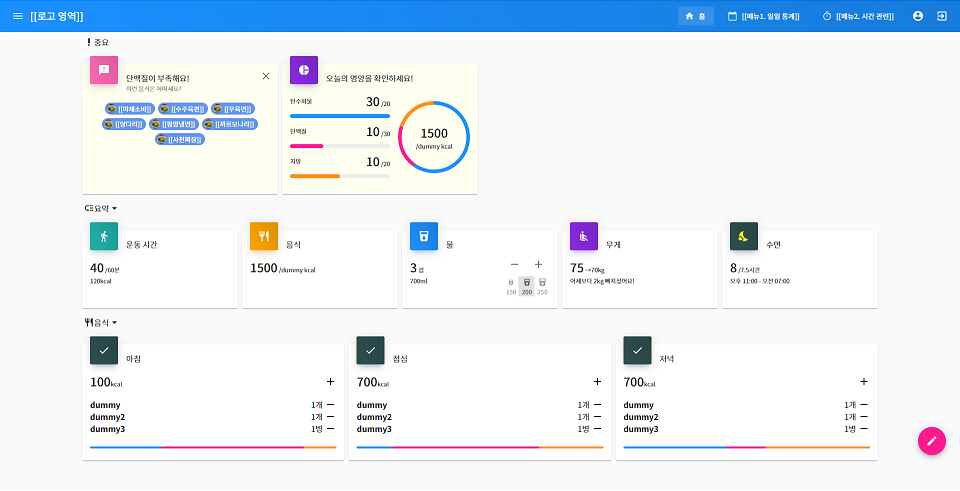 [[로고 영역]]
홈
[[메뉴1. 일일 통계]]
[[메뉴2. 시간 관련]]
중요
단백질이 부족해요!
이런 음식은 어떠세요?
[[마제소바]] [[수주육면]] [[우육면]]
[[양다리]] [[평양냉면]] [[까르보나라]]
[[사천짜장]]
오늘의 영양을 확인하세요!
탄수화물 30 /20
단백질 10 /30
지방 10 /20
1500
/dummy kcal
요약
운동 시간
40 /60분
120kcal
음식
1500 /dummy kcal
물
3 컵
700ml
150 200 250
무게
75 →70kg
어제보다 2kg 빠지셨어요!
수면
8 /7.5시간
오후 11:00 - 오전 07:00
음식
아침
100kcal
dummy 1개
dummy2 1개
dummy3 1병
점심
700kcal
dummy 1개
dummy2 1개
dummy3 1병
저녁
700kcal
dummy 1개
dummy2 1개
dummy3 1병